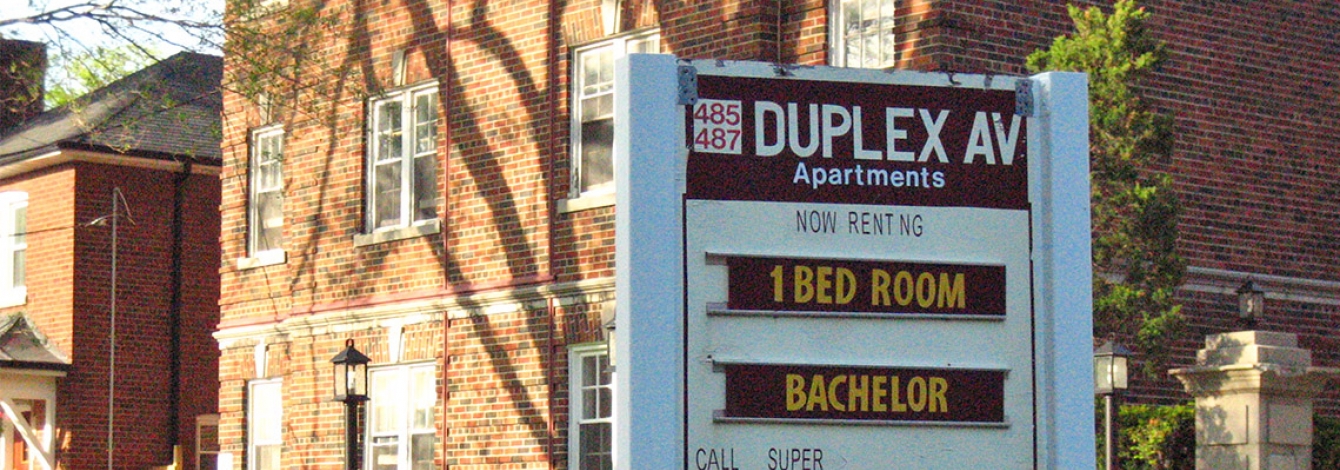 485
487
DUPLEX AV
Apartments
NOW RENT NG
1 BED ROOM
BACHELOR
CALL SUPER